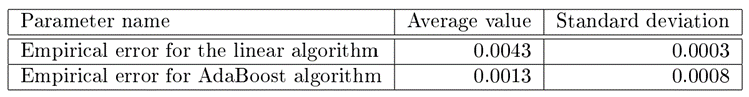 Parameter name Average value Standard deviation
Empirical error for the linear algorithm 0.0043 0.0003
Empirical error for AdaBoost algorithm 0.0013 0.0008